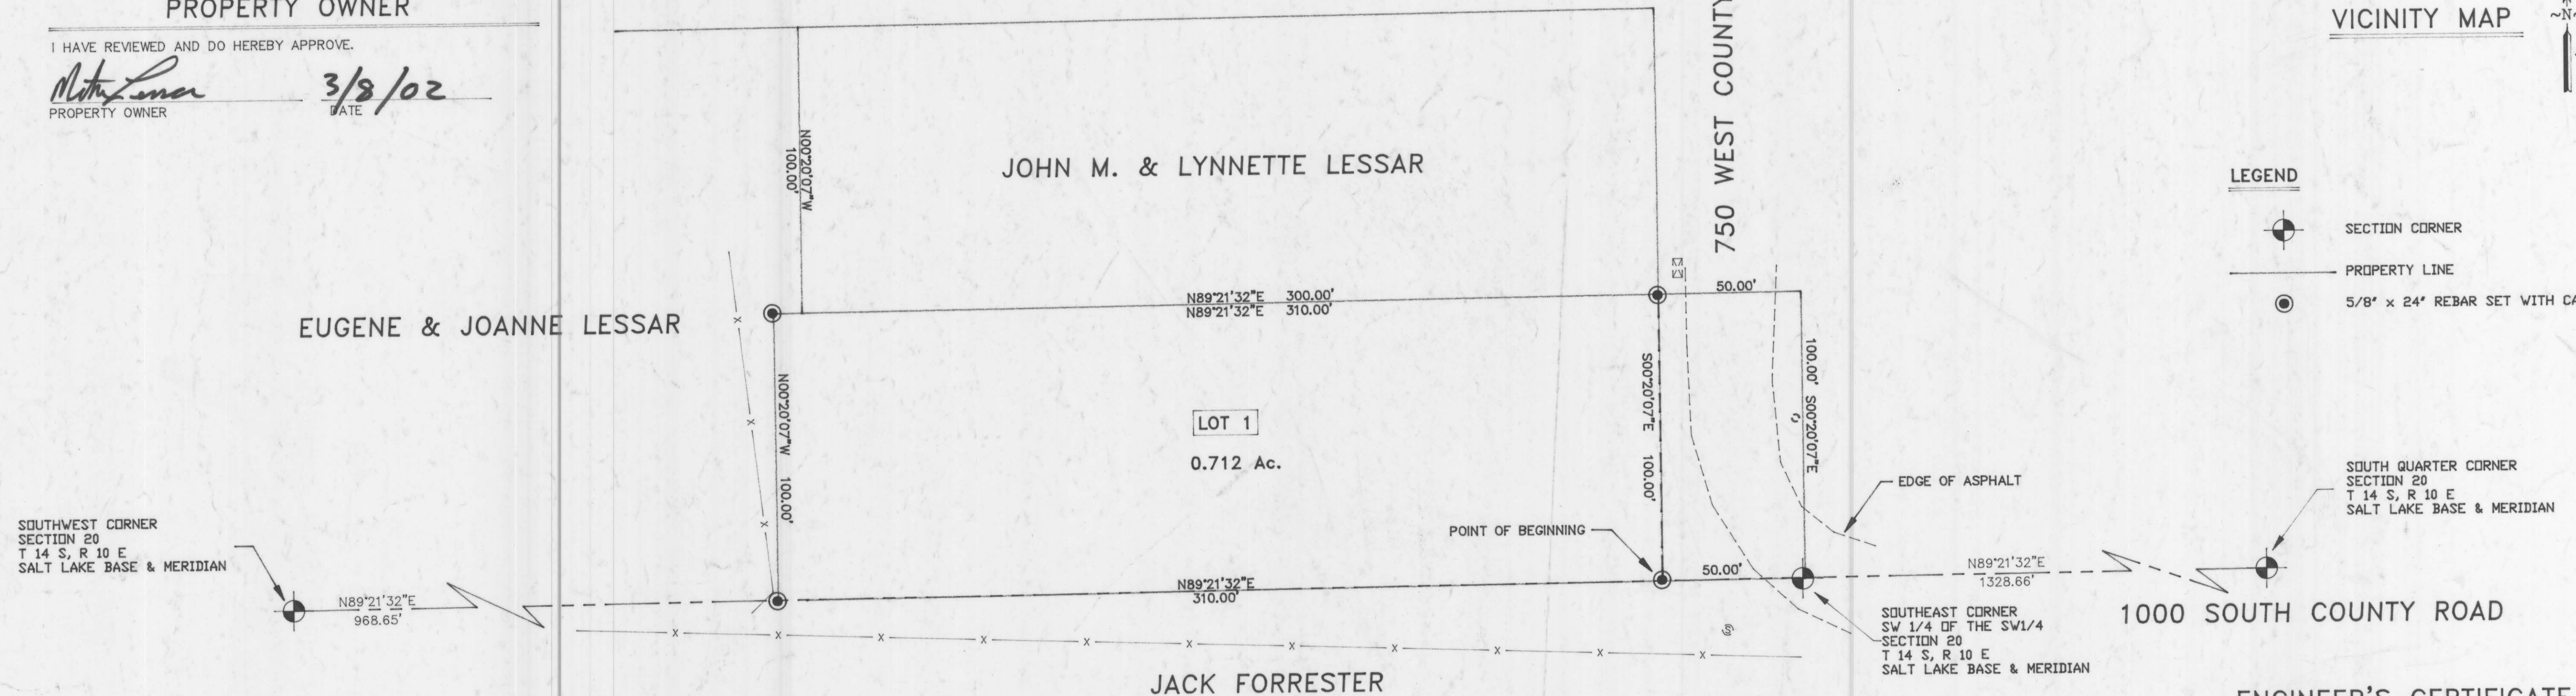 PROPERTY OWNER
I HAVE REVIEWED AND DO HEREBY APPROVE.
3/8/02
PROPERTY OWNER
DATE
VICINITY MAP
~N~
750 WEST COUNTY
N00°20'07"W
100.00'
JOHN M. & LYNNETTE LESSAR
LEGEND
SECTION CORNER
PROPERTY LINE
5/8" x 24" REBAR SET WITH CA
N89°21'32"E 300.00'
N89°21'32"E 310.00'
50.00'
EUGENE & JOANNE LESSAR
N00°20'07"W 100.00'
S00°20'07"E 100.00'
100.00' S00°20'07"E
LOT 1
0.712 Ac.
EDGE OF ASPHALT
SOUTH QUARTER CORNER
SECTION 20
T 14 S, R 10 E
SALT LAKE BASE & MERIDIAN
SOUTHWEST CORNER
SECTION 20
T 14 S, R 10 E
SALT LAKE BASE & MERIDIAN
POINT OF BEGINNING
N89°21'32"E
968.65'
N89°21'32"E
310.00'
50.00'
N89°21'32"E
1328.66'
SOUTHEAST CORNER
SW 1/4 OF THE SW1/4
SECTION 20
T 14 S, R 10 E
SALT LAKE BASE & MERIDIAN
1000 SOUTH COUNTY ROAD
JACK FORRESTER
ENGINEER'S CERTIFICATE